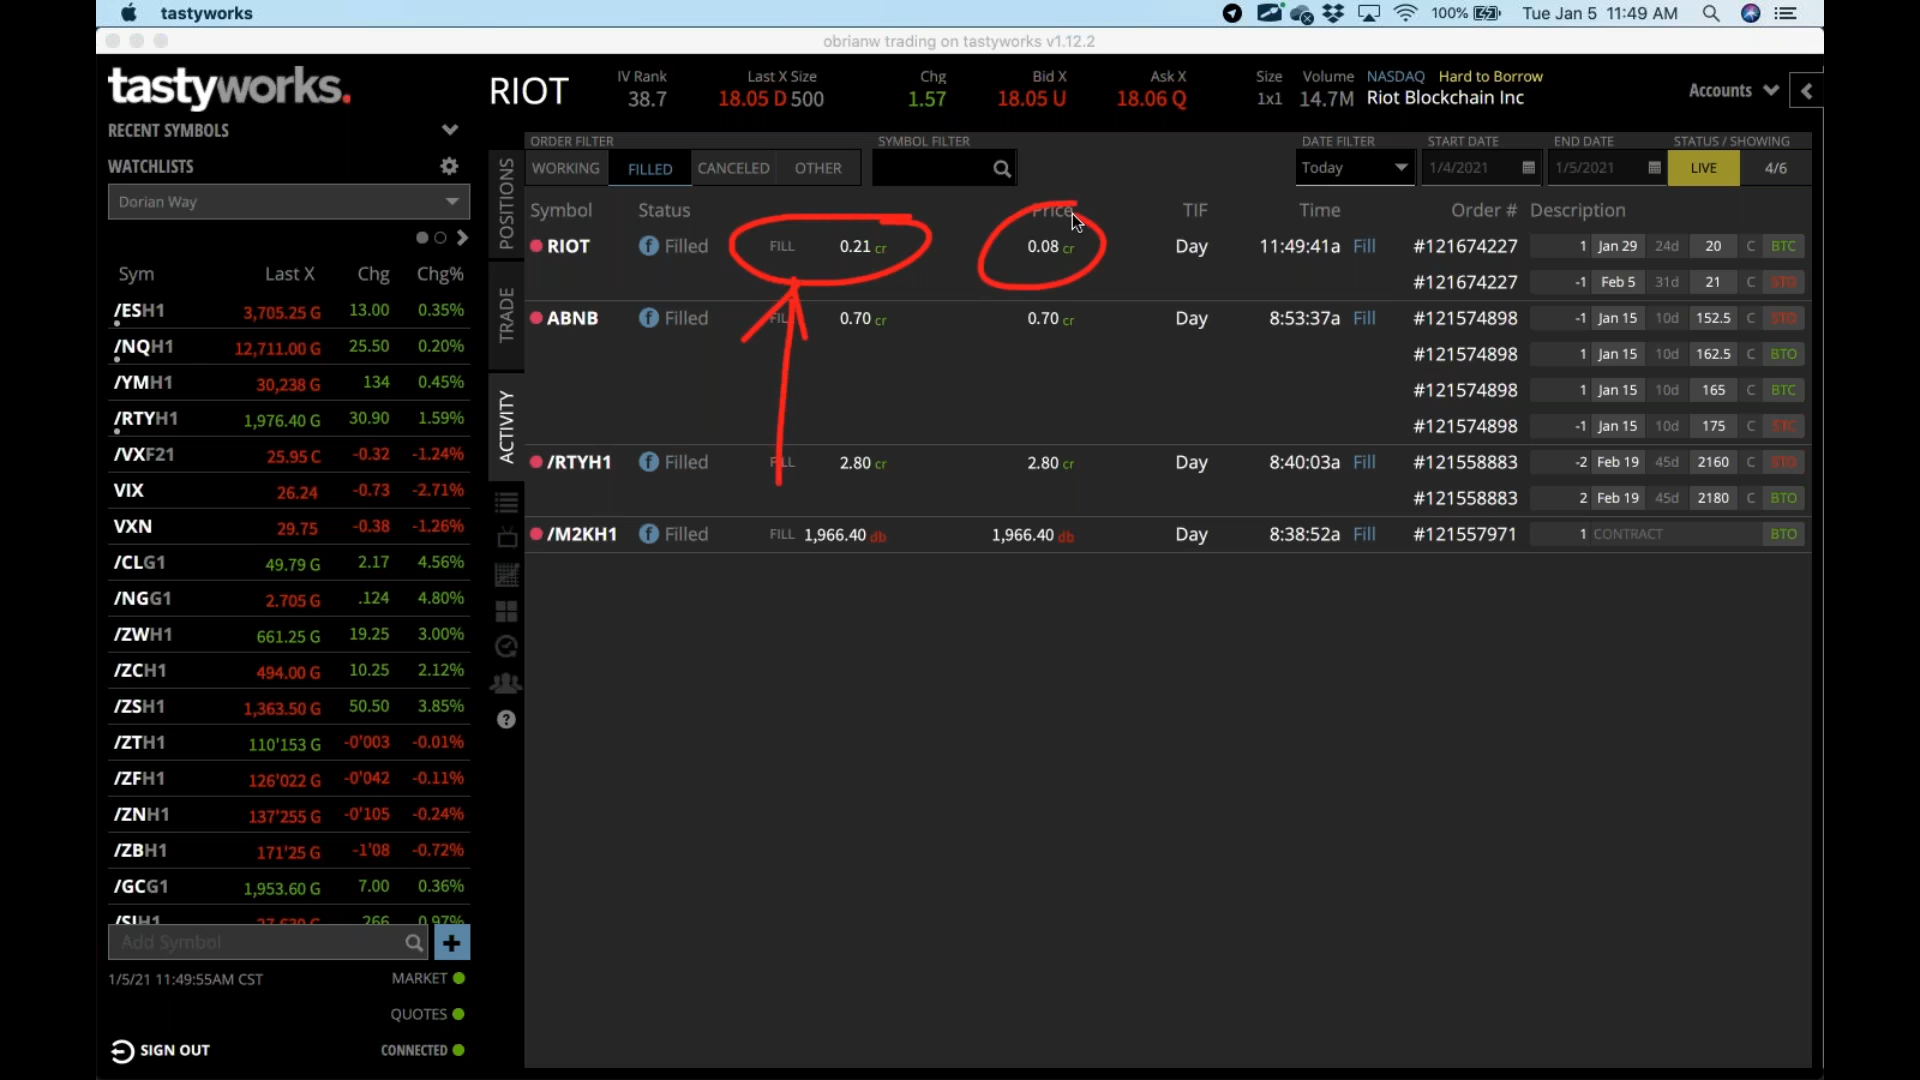 tastyworks
100%
Tue Jan 5 11:49 AM
obrianw trading on tastyworks v1.12.2
tastyworks.
RIOT
IV Rank Last X Size Chg Bid X Ask X Size Volume NASDAQ Hard to Borrow
38.7 18.05 D 500 1.57 18.05 U 18.06 Q 1x1 14.7M Riot Blockchain Inc
Accounts
RECENT SYMBOLS
WATCHLISTS
Dorian Way
Sym Last X Chg Chg%
/ESH1 3,705.25 G 13.00 0.35%
/NQH1 12,711.00 G 25.50 0.20%
/YMH1 30,238 G 134 0.45%
/RTYH1 1,976.40 G 30.90 1.59%
/VXF21 25.95 C -0.32 -1.24%
VIX 26.24 -0.73 -2.71%
VXN 29.75 -0.38 -1.26%
/CLG1 49.79 G 2.17 4.56%
/NGG1 2.705 G .124 4.80%
/ZWH1 661.25 G 19.25 3.00%
/ZCH1 494.00 G 10.25 2.12%
/ZSH1 1,363.50 G 50.50 3.85%
/ZTH1 110'153 G -0'003 -0.01%
/ZFH1 126'022 G -0'042 -0.11%
/ZNH1 137'255 G -0'105 -0.24%
/ZBH1 171'25 G -1'08 -0.72%
/GCG1 1,953.60 G 7.00 0.36%
266 0.97%
Add Symbol
1/5/21 11:49:55AM CST MARKET
QUOTES
SIGN OUT CONNECTED
POSITIONS
TRADE
ACTIVITY
ORDER FILTER SYMBOL FILTER DATE FILTER START DATE END DATE STATUS / SHOWING
WORKING FILLED CANCELED OTHER Today 1/4/2021 1/5/2021 LIVE 4/6
Symbol Status Price TIF Time Order # Description
RIOT f Filled FILL 0.21 cr 0.08 cr Day 11:49:41a Fill #121674227 1 Jan 29 24d 20 C BTC
#121674227 -1 Feb 5 31d 21 C STO
ABNB f Filled FILL 0.70 cr 0.70 cr Day 8:53:37a Fill #121574898 -1 Jan 15 10d 152.5 C STO
#121574898 1 Jan 15 10d 162.5 C BTO
#121574898 1 Jan 15 10d 165 C BTC
#121574898 -1 Jan 15 10d 175 C STC
/RTYH1 f Filled FILL 2.80 cr 2.80 cr Day 8:40:03a Fill #121558883 -2 Feb 19 45d 2160 C STO
#121558883 2 Feb 19 45d 2180 C BTO
/M2KH1 f Filled FILL 1,966.40 db 1,966.40 db Day 8:38:52a Fill #121557971 1 CONTRACT BTO